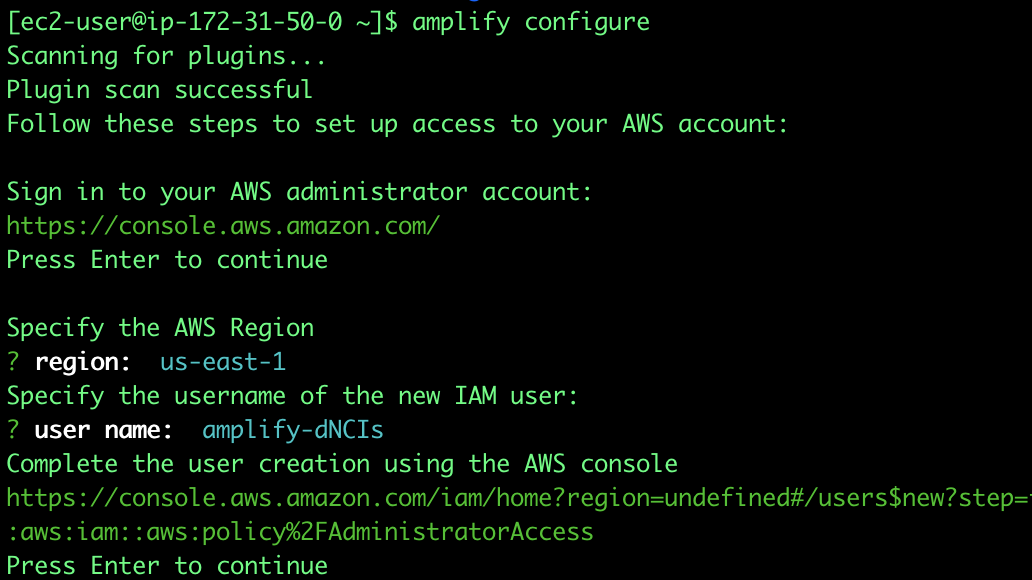 [ec2-user@ip-172-31-50-0 ~]$ amplify configure
Scanning for plugins...
Plugin scan successful
Follow these steps to set up access to your AWS account:
Sign in to your AWS administrator account:
https://console.aws.amazon.com/
Press Enter to continue
Specify the AWS Region
? region:  us-east-1
Specify the username of the new IAM user:
? user name:  amplify-dNCIs
Complete the user creation using the AWS console
https://console.aws.amazon.com/iam/home?region=undefined#/users$new?step=
:aws:iam::aws:policy%2FAdministratorAccess
Press Enter to continue